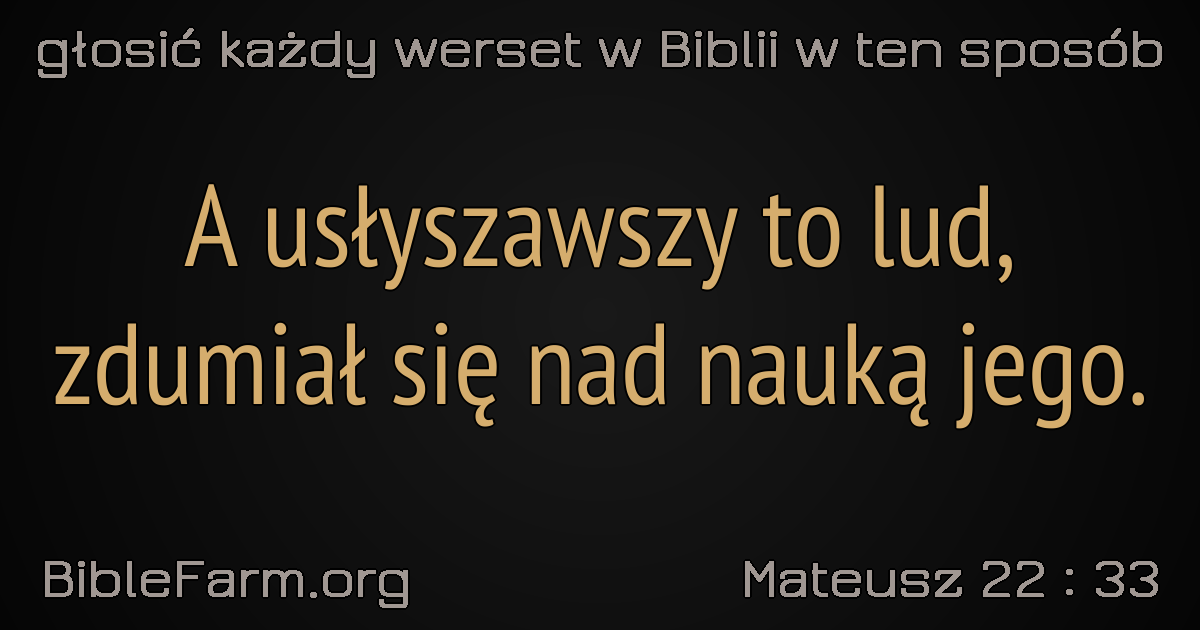 głosić każdy werset w Biblii w ten sposób
A usłyszawszy to lud,
zdumiał się nad nauką jego.
BibleFarm.org
Mateusz 22 : 33